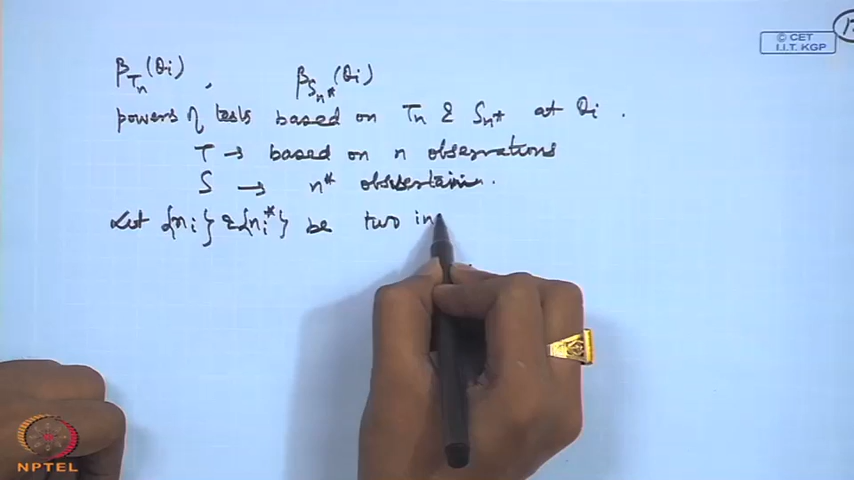 © CET
I.I.T. KGP
β_{T_n}(θ_i) , β_{S_{n*}}(θ_i)
powers of tests based on T_n & S_{n*} at θ_i .
T → based on n observations
S → n* observation.
Let {n_i} & {n_i*} be two in
NPTEL